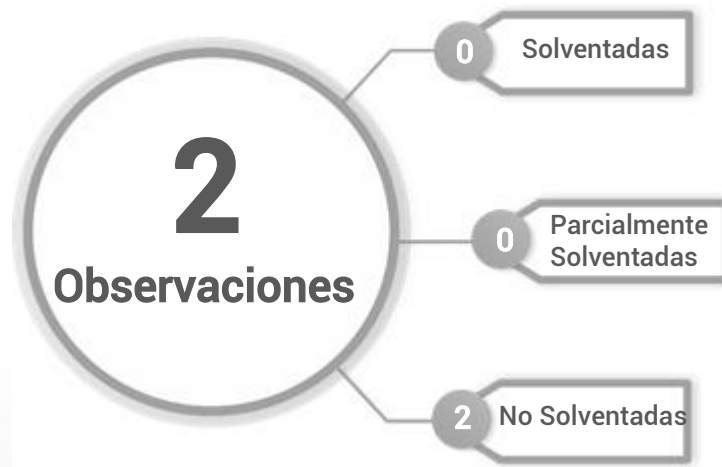 2
Observaciones
0
Solventadas
0
Parcialmente
Solventadas
2
No Solventadas